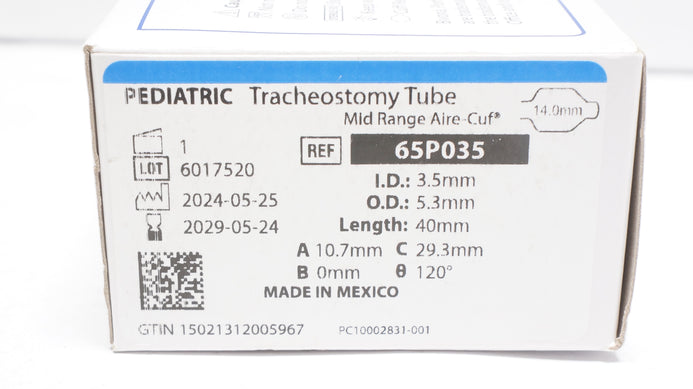 PEDIATRIC Tracheostomy Tube
Mid Range Aire-Cuf®
14.0mm
1
REF 65P035
LOT 6017520
I.D.: 3.5mm
2024-05-25
O.D.: 5.3mm
2029-05-24
Length: 40mm
A 10.7mm C 29.3mm
B 0mm θ 120°
MADE IN MEXICO
GTIN 15021312005967
PC10002831-001